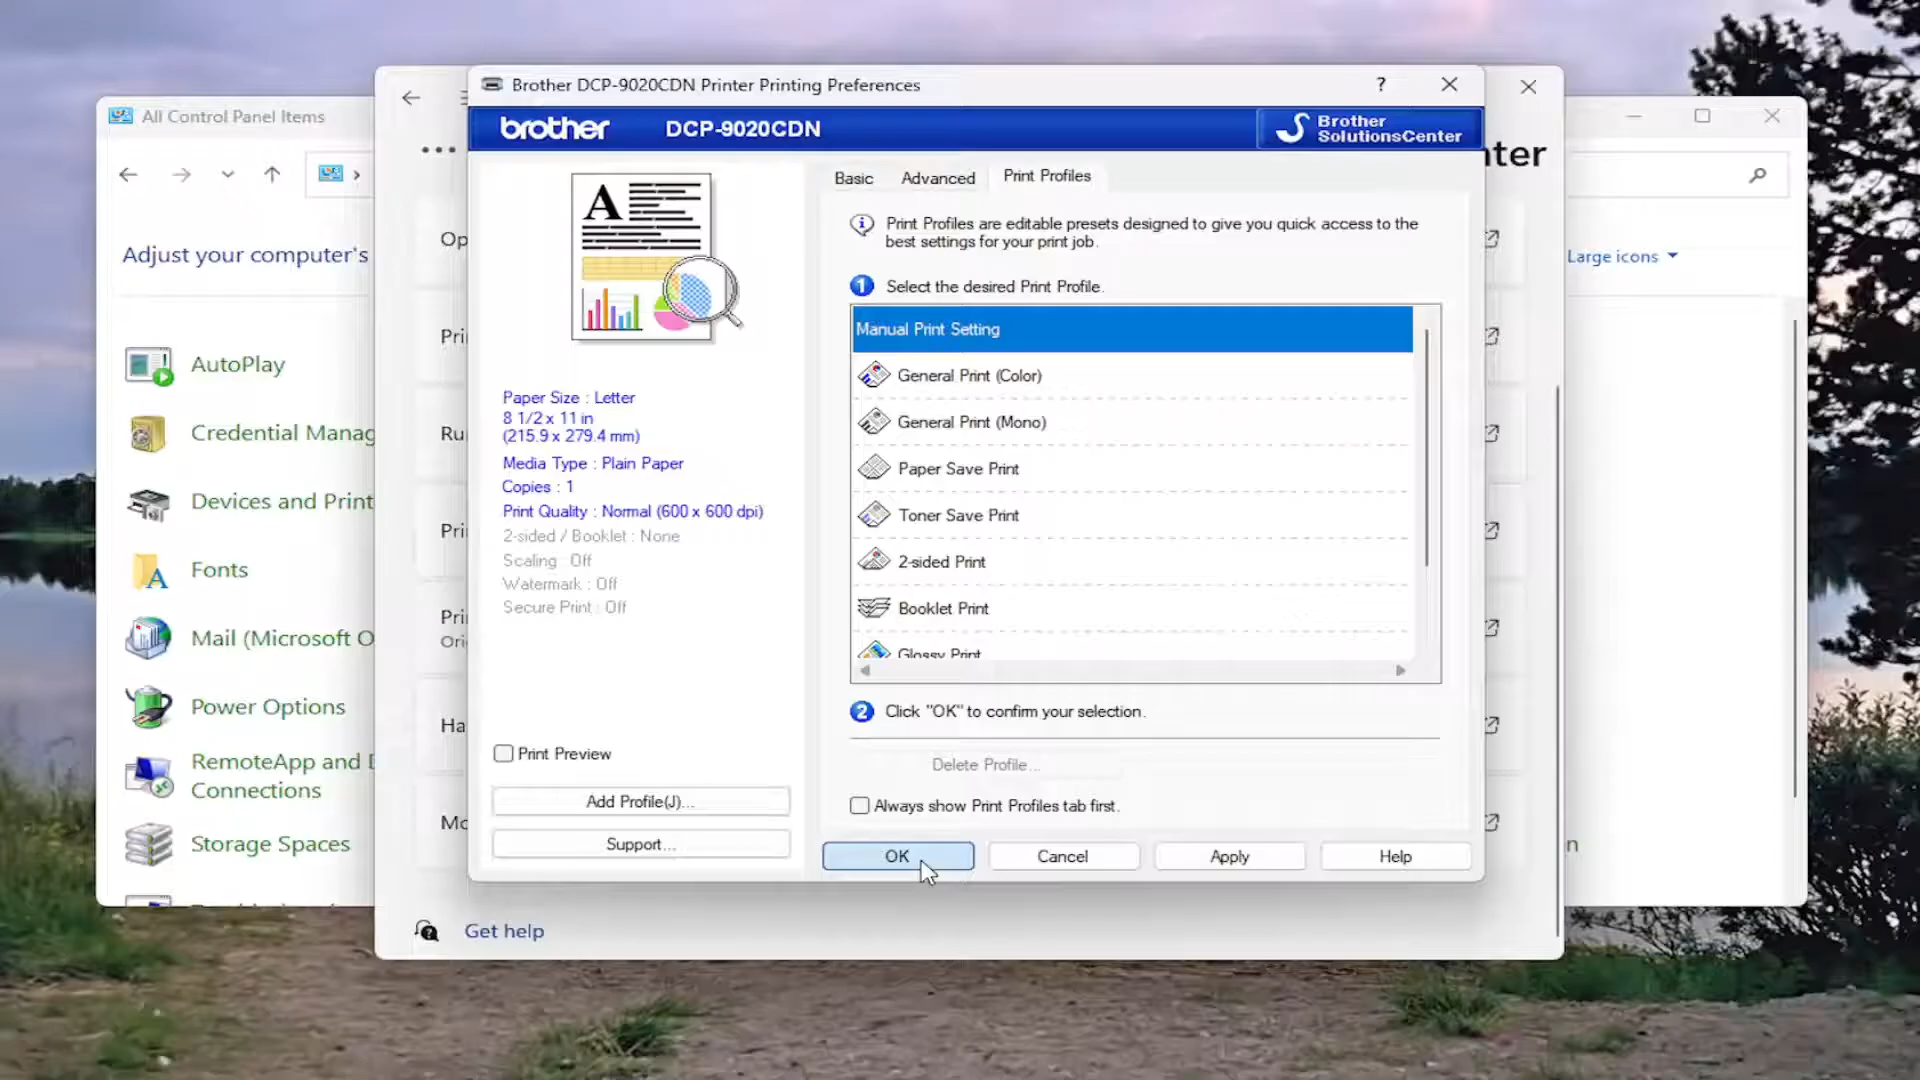 Brother DCP-9020CDN Printer Printing Preferences
?
All Control Panel Items
brother
DCP-9020CDN
Brother
SolutionsCenter
nter
Adjust your computer's
Large icons
AutoPlay
Credential Manag
Devices and Print
Fonts
Mail (Microsoft O
Power Options
RemoteApp and D
Connections
Storage Spaces
Op
Pri
Ru
Pri
Pri
Ori
Ha
Mo
A
Paper Size : Letter
8 1/2 x 11 in
(215.9 x 279.4 mm)
Media Type : Plain Paper
Copies : 1
Print Quality : Normal (600 x 600 dpi)
2-sided / Booklet : None
Scaling : Off
Watermark : Off
Secure Print : Off
Print Preview
Add Profile(J)...
Support...
Basic
Advanced
Print Profiles
Print Profiles are editable presets designed to give you quick access to the
best settings for your print job.
1 Select the desired Print Profile.
Manual Print Setting
General Print (Color)
General Print (Mono)
Paper Save Print
Toner Save Print
2-sided Print
Booklet Print
Glossy Print
2 Click "OK" to confirm your selection.
Delete Profile...
Always show Print Profiles tab first.
OK
Cancel
Apply
Help
n
Get help